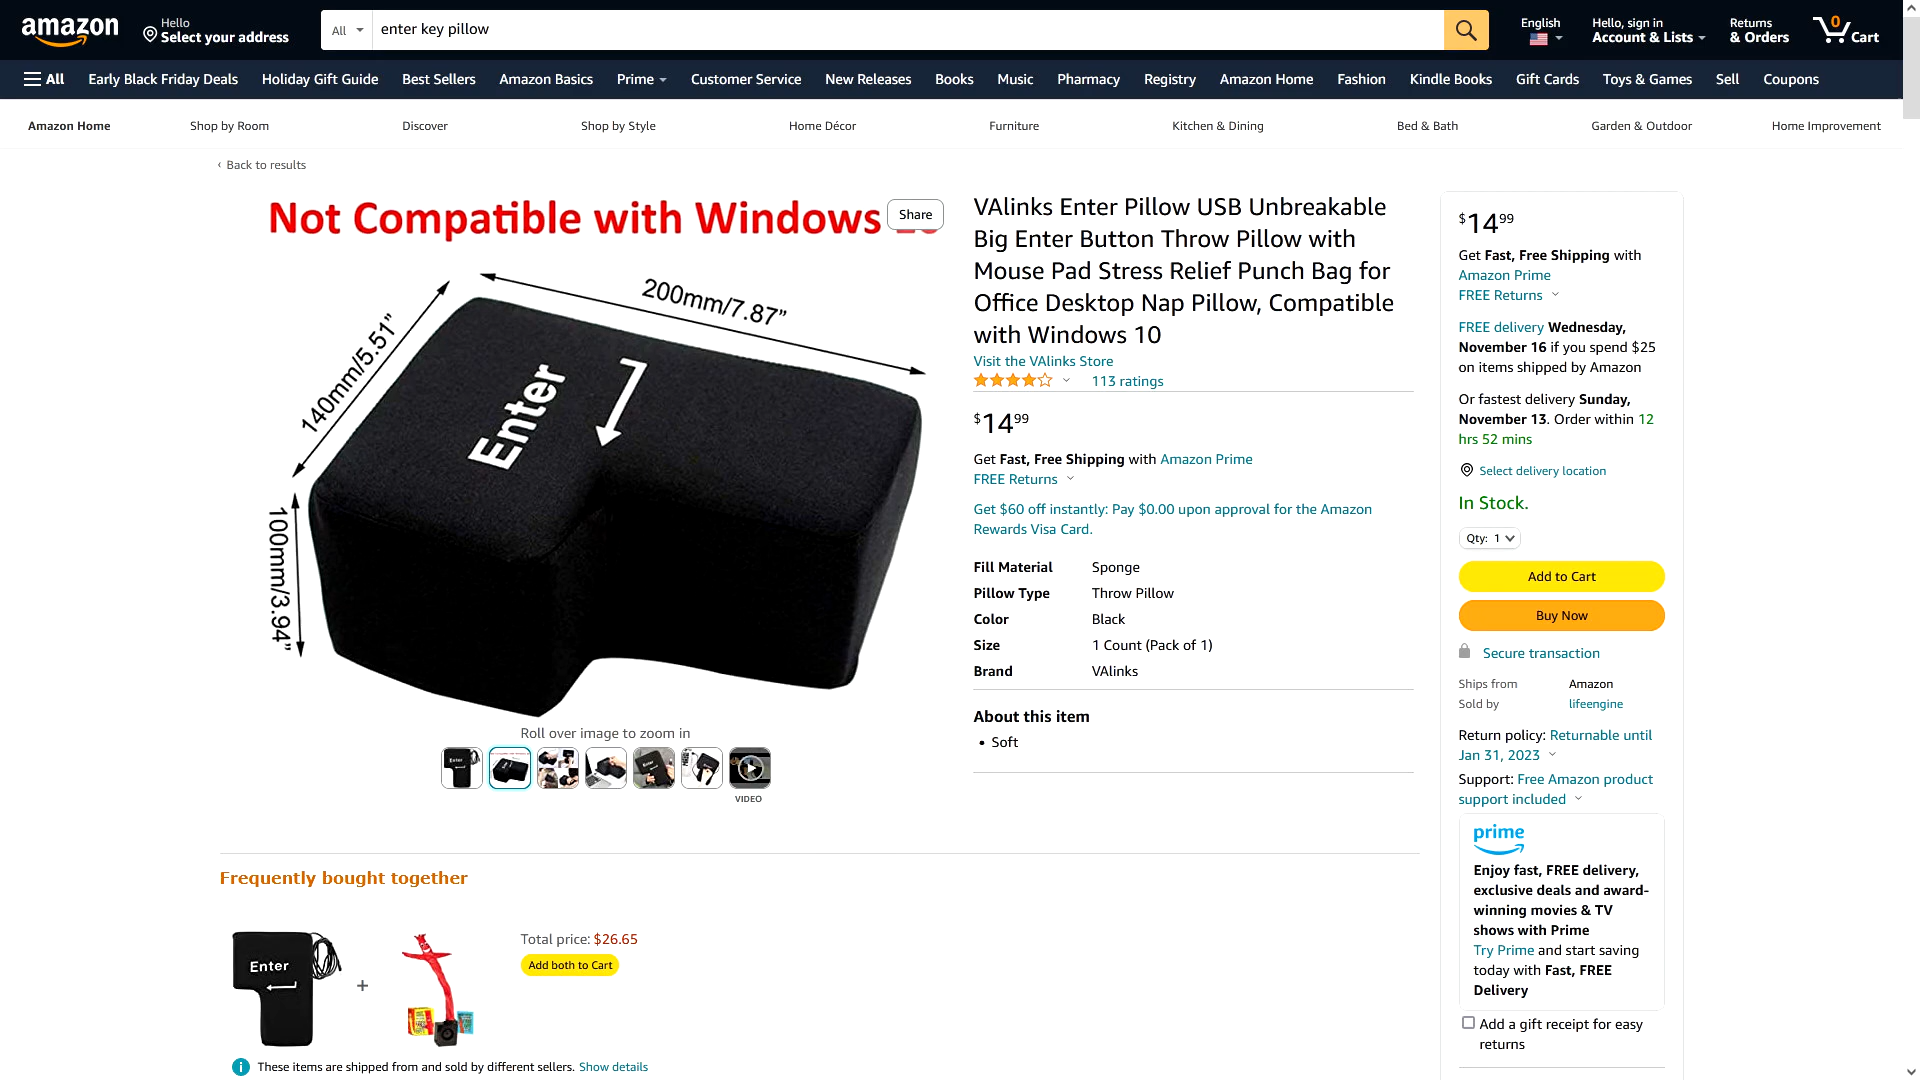 amazon
Hello
Select your address
All
enter key pillow
English
Hello, sign in
Account & Lists
Returns
& Orders
0
Cart
All
Early Black Friday Deals
Holiday Gift Guide
Best Sellers
Amazon Basics
Prime
Customer Service
New Releases
Books
Music
Pharmacy
Registry
Amazon Home
Fashion
Kindle Books
Gift Cards
Toys & Games
Sell
Coupons
Amazon Home
Shop by Room
Discover
Shop by Style
Home Décor
Furniture
Kitchen & Dining
Bed & Bath
Garden & Outdoor
Home Improvement
‹ Back to results
Not Compatible with Windows
Share
200mm/7.87”
140mm/5.51”
100mm/3.94”
Enter
Roll over image to zoom in
VIDEO
VAlinks Enter Pillow USB Unbreakable
Big Enter Button Throw Pillow with
Mouse Pad Stress Relief Punch Bag for
Office Desktop Nap Pillow, Compatible
with Windows 10
Visit the VAlinks Store
113 ratings
$14 99
Get Fast, Free Shipping with Amazon Prime
FREE Returns
Get $60 off instantly: Pay $0.00 upon approval for the Amazon
Rewards Visa Card.
Fill Material Sponge
Pillow Type Throw Pillow
Color Black
Size 1 Count (Pack of 1)
Brand VAlinks
About this item
• Soft
$14 99
Get Fast, Free Shipping with
Amazon Prime
FREE Returns
FREE delivery Wednesday,
November 16 if you spend $25
on items shipped by Amazon
Or fastest delivery Sunday,
November 13. Order within 12
hrs 52 mins
Select delivery location
In Stock.
Qty: 1
Add to Cart
Buy Now
Secure transaction
Ships from Amazon
Sold by lifeengine
Return policy: Returnable until
Jan 31, 2023
Support: Free Amazon product
support included
prime
Enjoy fast, FREE delivery,
exclusive deals and award-
winning movies & TV
shows with Prime
Try Prime and start saving
today with Fast, FREE
Delivery
Add a gift receipt for easy
returns
Frequently bought together
Enter
+
Total price: $26.65
Add both to Cart
These items are shipped from and sold by different sellers. Show details